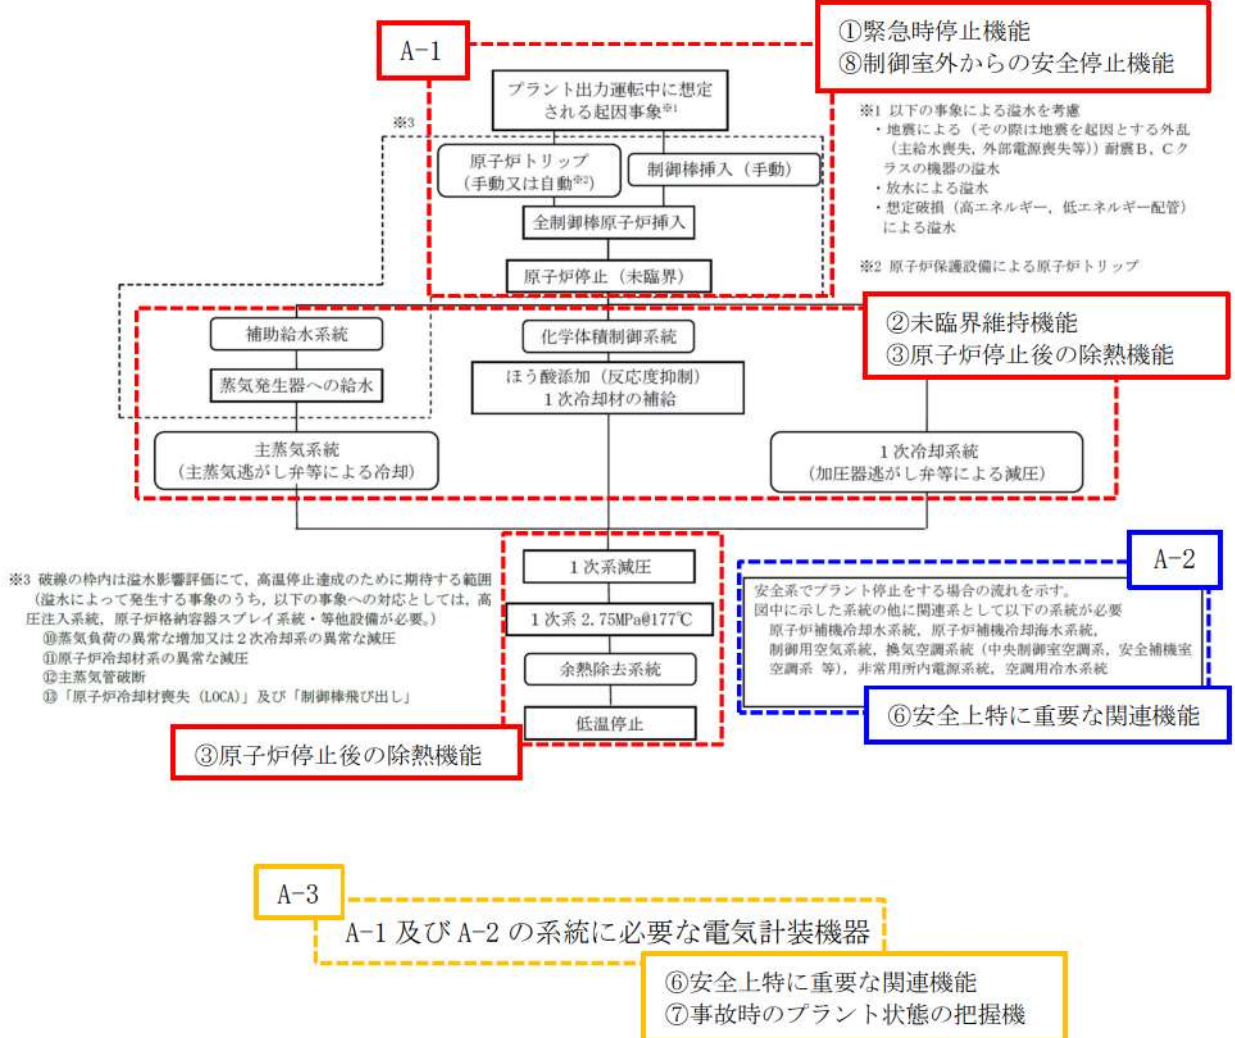 A-1
①緊急時停止機能
⑧制御室外からの安全停止機能
プラント出力運転中に想定
される起因事象※1
※3
原子炉トリップ
(手動又は自動※2)
制御棒挿入（手動）
全制御棒原子炉挿入
原子炉停止（未臨界）
※1 以下の事象による溢水を考慮
・地震による（その際は地震を起因とする外乱
（主給水喪失，外部電源喪失等））耐震Ｂ，Ｃク
ラスの機器の溢水
・放水による溢水
・想定破損（高エネルギー，低エネルギー配管）
による溢水
※2 原子炉保護設備による原子炉トリップ
②未臨界維持機能
③原子炉停止後の除熱機能
補助給水系統
蒸気発生器への給水
主蒸気系統
（主蒸気逃がし弁等による冷却）
化学体積制御系統
ほう酸添加（反応度抑制）
１次冷却材の補給
１次冷却系統
（加圧器逃がし弁等による減圧）
※3 破線の枠内は溢水影響評価にて，高温停止達成のために期待する範囲
（溢水によって発生する事象のうち，以下の事象への対応としては，高
圧注入系統，原子炉格納容器スプレイ系統・等他設備が必要。）
⑩蒸気負荷の異常な増加又は２次冷却系の異常な減圧
⑪原子炉冷却材系の異常な減圧
⑫主蒸気管破断
⑬「原子炉冷却材喪失（LOCA）」及び「制御棒飛び出し」
１次系減圧
１次系 2.75MPa@177℃
余熱除去系統
低温停止
③原子炉停止後の除熱機能
A-2
安全系でプラント停止をする場合の流れを示す。
図中に示した系統の他に関連系として以下の系統が必要
原子炉補機冷却水系統，原子炉補機冷却海水系統，
制御用空気系統，換気空調系統（中央制御室空調系，安全補機室
空調系 等），非常用所内電源系統，空調用冷水系統
⑥安全上特に重要な関連機能
A-3
A-1 及び A-2 の系統に必要な電気計装機器
⑥安全上特に重要な関連機能
⑦事故時のプラント状態の把握機